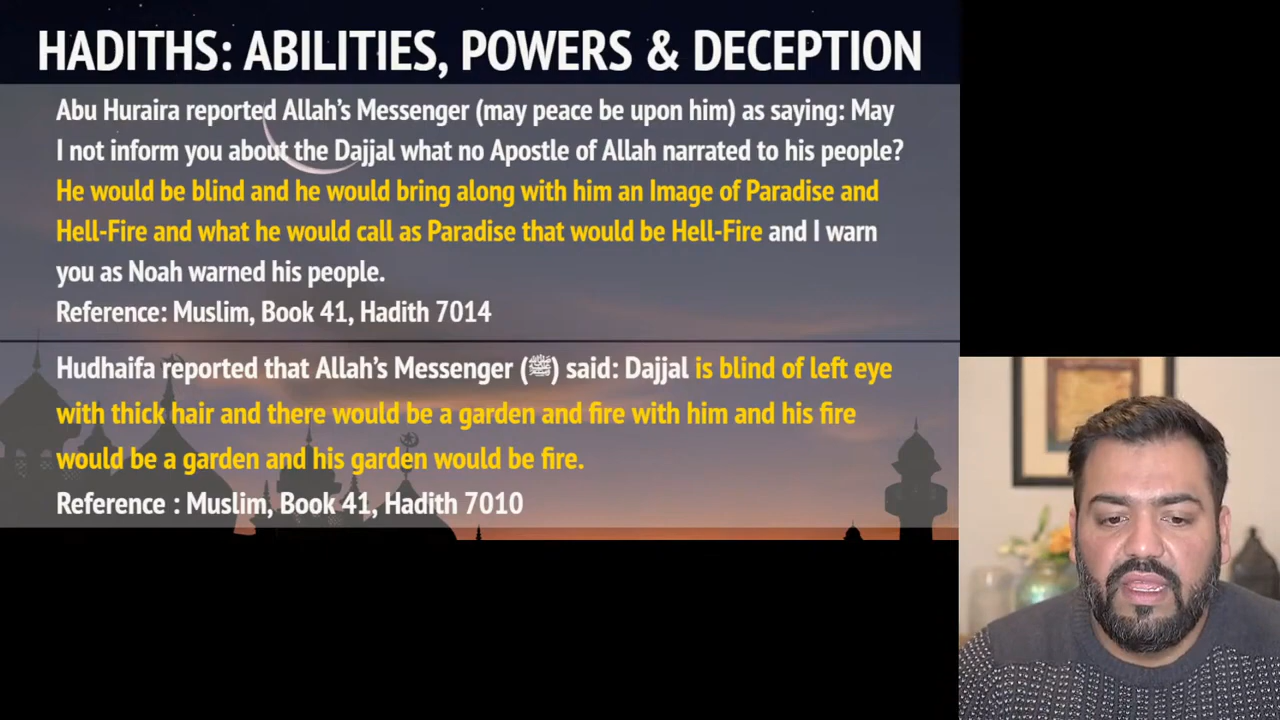 HADITHS: ABILITIES, POWERS & DECEPTION
Abu Huraira reported Allah's Messenger (may peace be upon him) as saying: May
I not inform you about the Dajjal what no Apostle of Allah narrated to his people?
He would be blind and he would bring along with him an Image of Paradise and
Hell-Fire and what he would call as Paradise that would be Hell-Fire and I warn
you as Noah warned his people.
Reference: Muslim, Book 41, Hadith 7014
Hudhaifa reported that Allah's Messenger (ﷺ) said: Dajjal is blind of left eye
with thick hair and there would be a garden and fire with him and his fire
would be a garden and his garden would be fire.
Reference : Muslim, Book 41, Hadith 7010